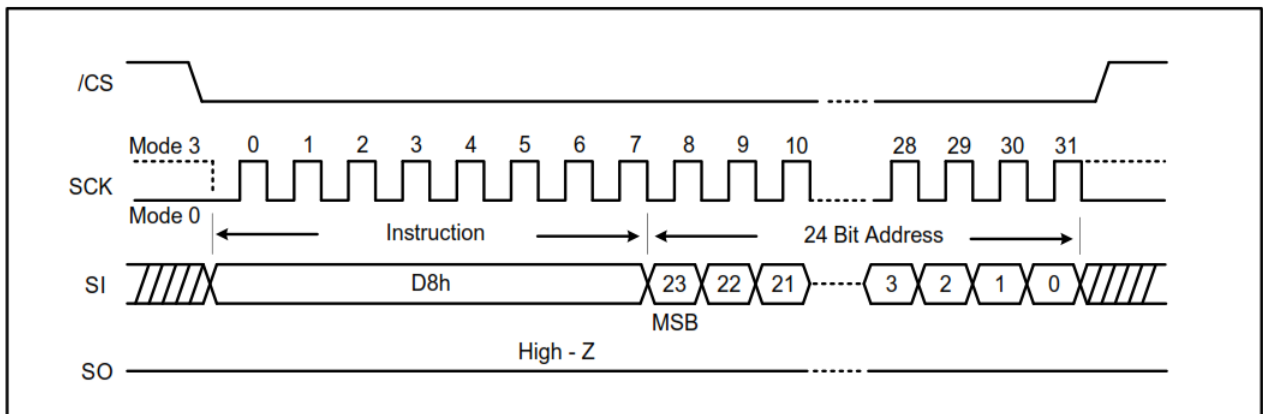 /CS
Mode 3 0 1 2 3 4 5 6 7 8 9 10 28 29 30 31
SCK
Mode 0
Instruction 24 Bit Address
SI D8h 23 22 21 3 2 1 0
MSB
High - Z
SO